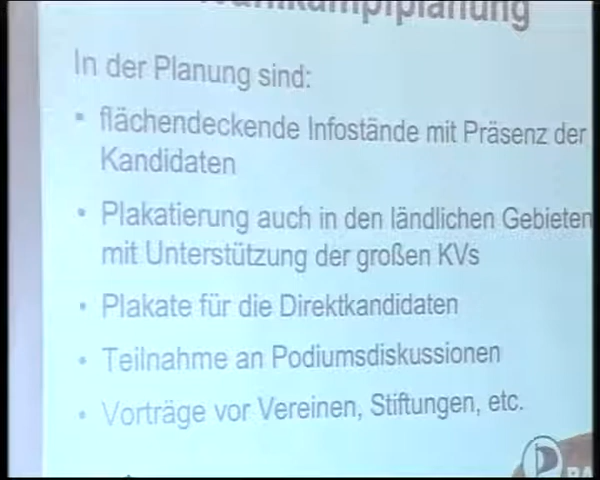 Wahlkampfplanung
In der Planung sind:
▪ flächendeckende Infostände mit Präsenz der
Kandidaten
▪ Plakatierung auch in den ländlichen Gebieten
mit Unterstützung der großen KVs
▪ Plakate für die Direktkandidaten
▪ Teilnahme an Podiumsdiskussionen
▪ Vorträge vor Vereinen, Stiftungen, etc.